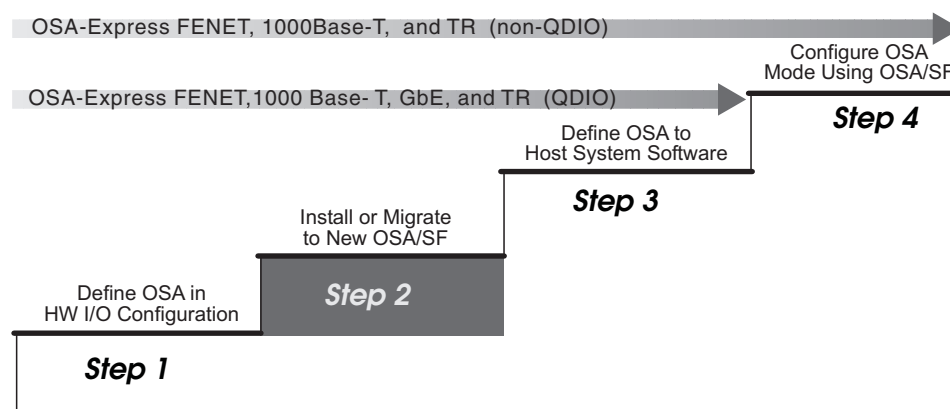 OSA-Express FENET, 1000Base-T, and TR (non-QDIO)
Configure OSA
Mode Using OSA/SF
OSA-Express FENET,1000 Base- T, GbE, and TR (QDIO)
Step 4
Define OSA to
Host System Software
Step 3
Install or Migrate
to New OSA/SF
Step 2
Define OSA in
HW I/O Configuration
Step 1